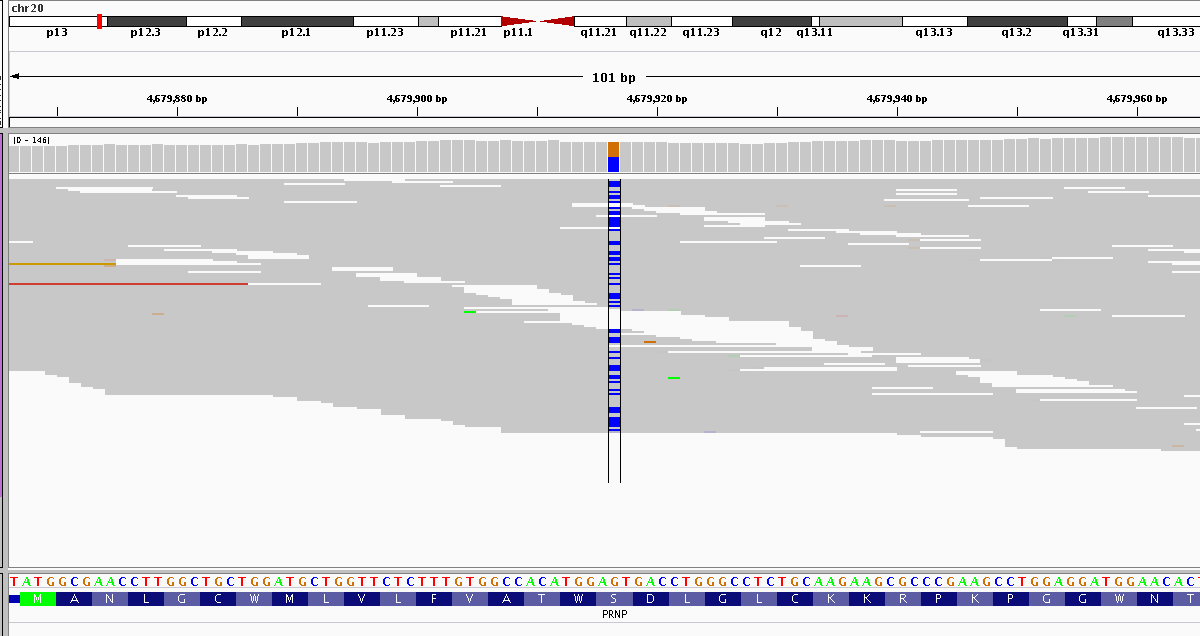 chr20
p13 p12.3 p12.2 p12.1 p11.23 p11.21 p11.1 q11.21 q11.22 q11.23 q12 q13.11 q13.13 q13.2 q13.31 q13.33
101 bp
4,679,880 bp 4,679,900 bp 4,679,920 bp 4,679,940 bp 4,679,960 bp
[0 - 146]
TATGGCGAACCTTGGCTGCTGGATGCTGGTTCTCTTTGTGGCCACATGGAGTGACCTGGGCCTCTGCAAGAAGCGCCCGAAGCCTGGAGGATGGAACACT
M A N L G C W M L V L F V A T W S D L G L C K K R P K P G G W N T
PRNP